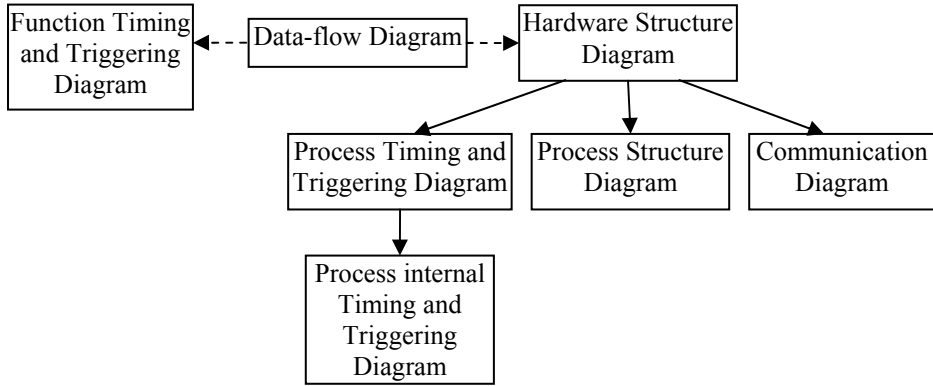 Function Timing
and Triggering
Diagram
Data-flow Diagram
Hardware Structure
Diagram
Process Timing and
Triggering Diagram
Process Structure
Diagram
Communication
Diagram
Process internal
Timing and
Triggering
Diagram